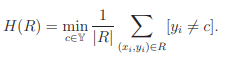 H(R) = min_{c∈𝕐} 1/|R| ∑_{(x_i,y_i)∈R} [y_i ≠ c].